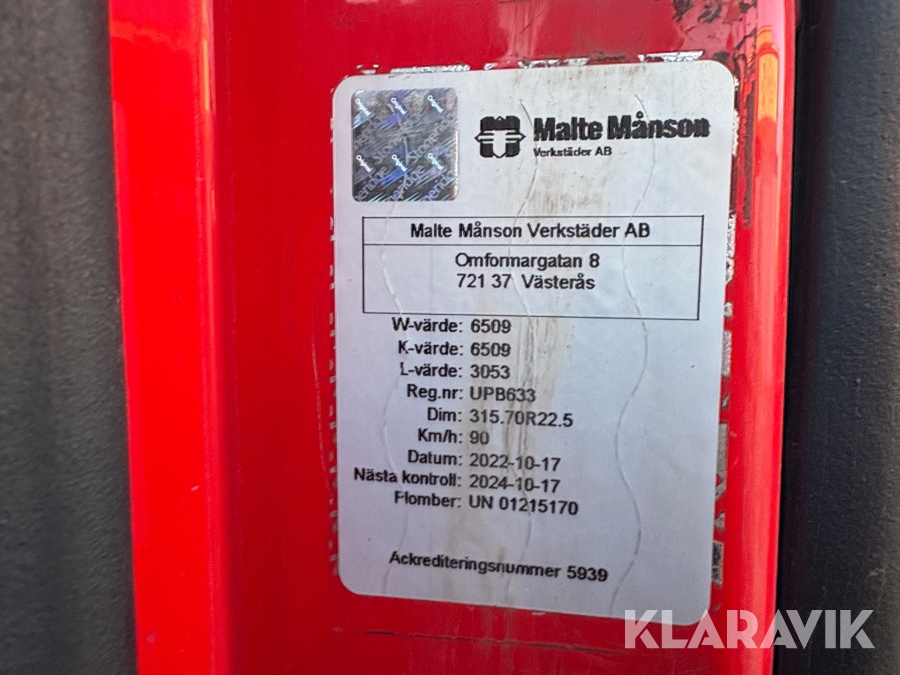 Original
Malte Månson
Verkstäder AB
Malte Månson Verkstäder AB
Omformargatan 8
721 37 Västerås
W-värde: 6509
K-värde: 6509
L-värde: 3053
Reg.nr: UPB633
Dim: 315.70R22.5
Km/h: 90
Datum: 2022-10-17
Nästa kontroll: 2024-10-17
Plomber: UN 01215170
Ackrediteringsnummer 5939
KLARAVIK